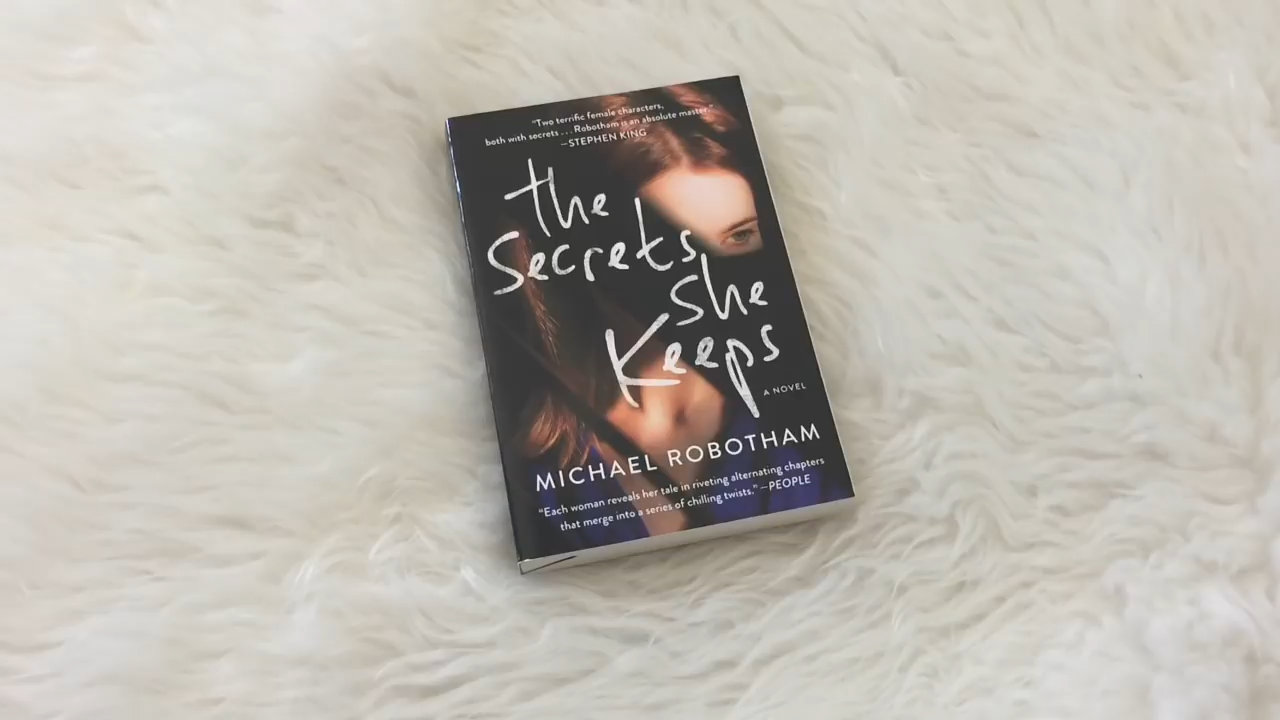 "Two terrific female characters,
both with secrets . . . Robotham is an absolute master."
—STEPHEN KING
the
Secrets
She
Keeps
A NOVEL
MICHAEL ROBOTHAM
"Each woman reveals her tale in riveting alternating chapters
that merge into a series of chilling twists." —PEOPLE